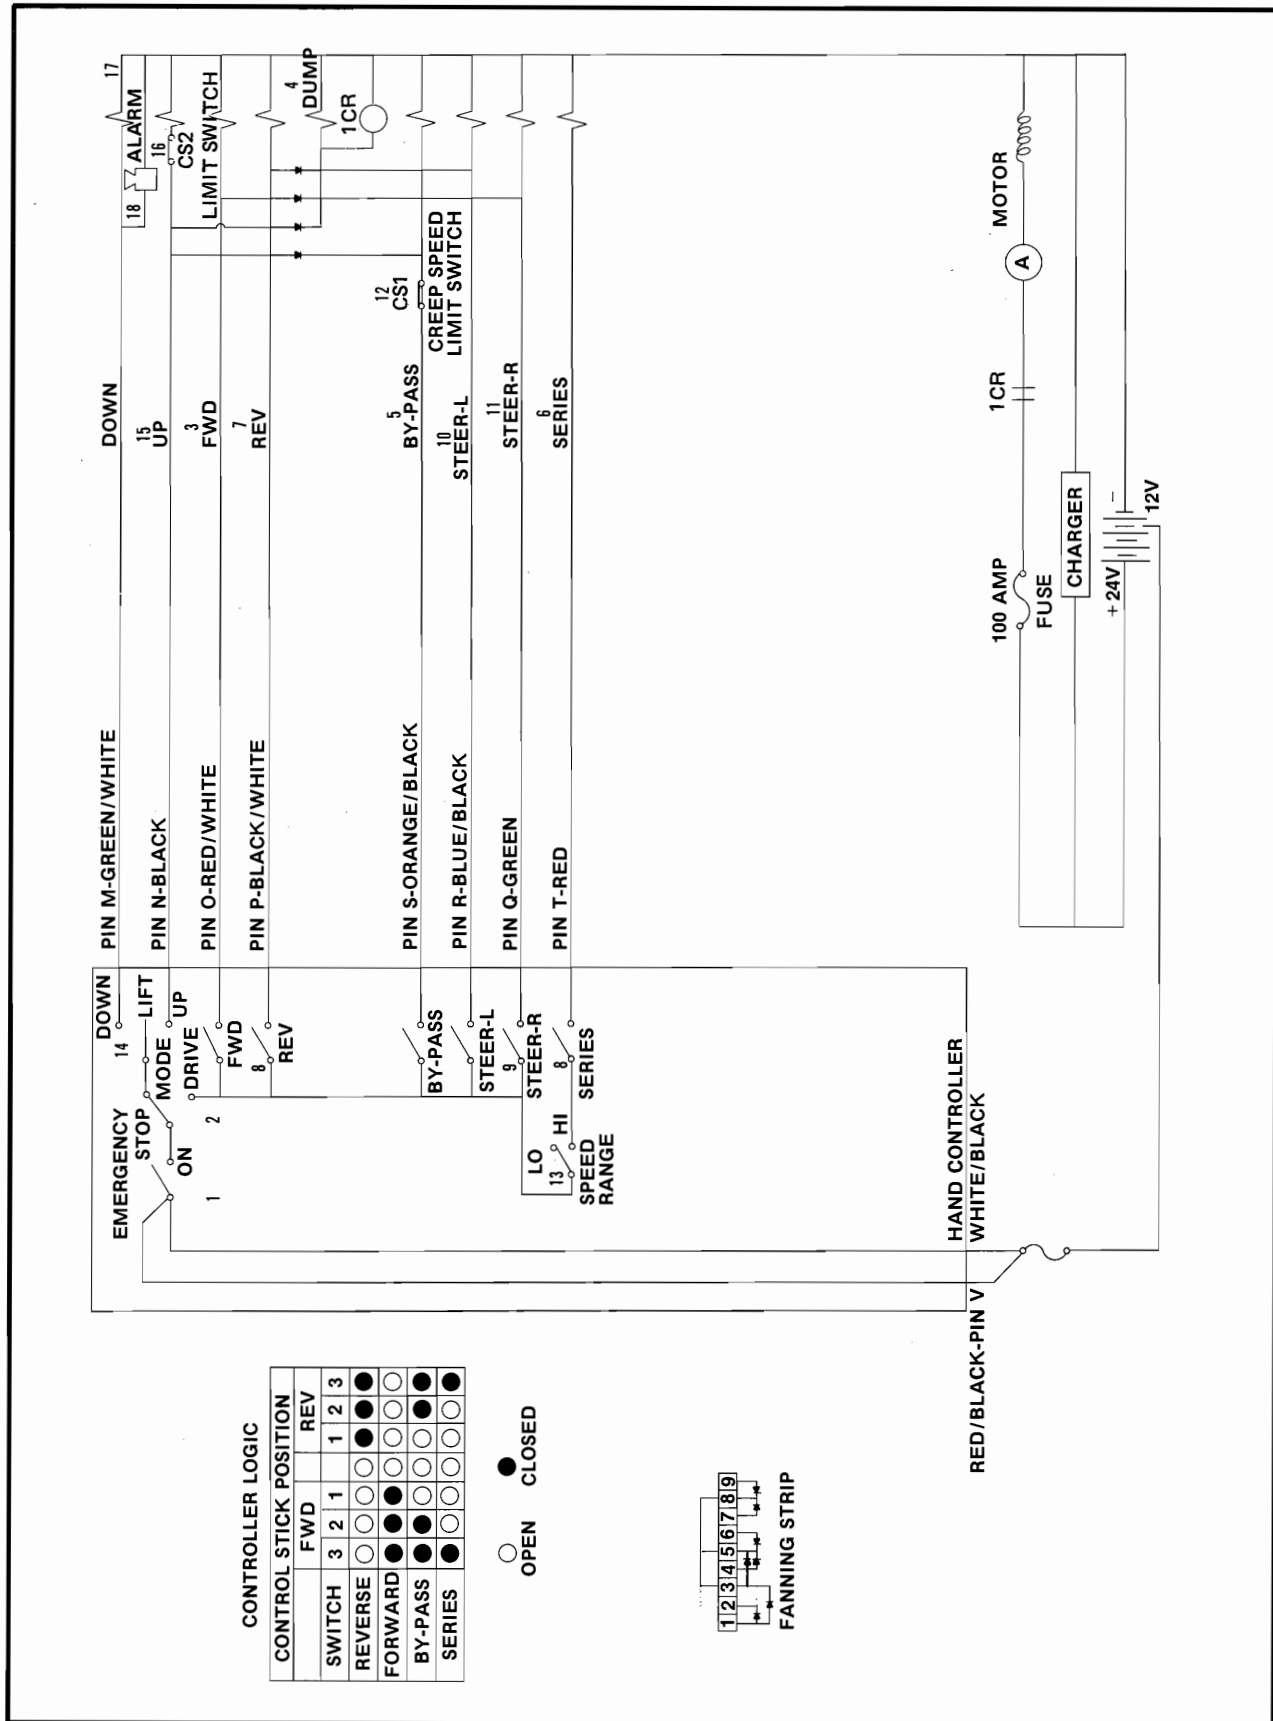 DOWN
17
ALARM
18
16
CS2
LIMIT SWITCH
4
DUMP
1CR
DOWN
15
UP
3
FWD
7
REV
12
CS1
CREEP SPEED
LIMIT SWITCH
5
BY-PASS
10
STEER-L
11
STEER-R
6
SERIES
PIN M-GREEN/WHITE
PIN N-BLACK
PIN O-RED/WHITE
PIN P-BLACK/WHITE
PIN S-ORANGE/BLACK
PIN R-BLUE/BLACK
PIN Q-GREEN
PIN T-RED
MOTOR
A
1CR
100 AMP
FUSE
CHARGER
+ 24V
−
12V
EMERGENCY
STOP
ON
1
2
14
LIFT
UP
MODE
DRIVE
FWD
8
REV
BY-PASS
STEER-L
9
STEER-R
8
SERIES
LO
HI
13
SPEED
RANGE
HAND CONTROLLER
WHITE/BLACK
RED/BLACK-PIN V
CONTROLLER LOGIC
CONTROL STICK POSITION
FWD REV
SWITCH 3 2 1 1 2 3
REVERSE
FORWARD
BY-PASS
SERIES
OPEN
CLOSED
1 2 3 4 5 6 7 8 9
FANNING STRIP